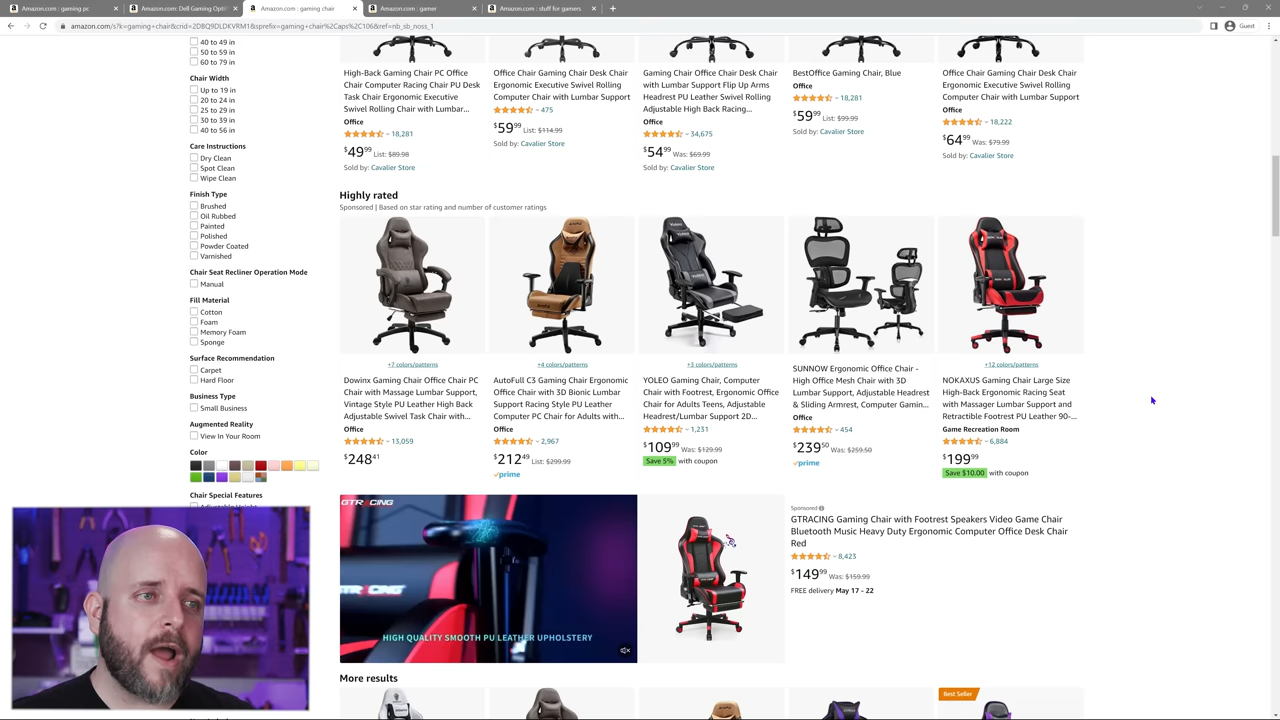 Amazon.com : gaming pc
Amazon.com: Dell Gaming Opti
Amazon.com : gaming chair
Amazon.com : gamer
Amazon.com : stuff for gamers
amazon.com/s?k=gaming+chair&crid=2DBQ9DLDKVRM1&sprefix=gaming+chair%2Caps%2C106&ref=nb_sb_noss_1
Guest
40 to 49 in
50 to 59 in
60 to 79 in
Chair Width
Up to 19 in
20 to 24 in
25 to 29 in
30 to 39 in
40 to 56 in
Care Instructions
Dry Clean
Spot Clean
Wipe Clean
Finish Type
Brushed
Oil Rubbed
Painted
Polished
Powder Coated
Varnished
Chair Seat Recliner Operation Mode
Manual
Fill Material
Cotton
Foam
Memory Foam
Sponge
Surface Recommendation
Carpet
Hard Floor
Business Type
Small Business
Augmented Reality
View In Your Room
Color
Chair Special Features
High-Back Gaming Chair PC Office
Chair Computer Racing Chair PU Desk
Task Chair Ergonomic Executive
Swivel Rolling Chair with Lumbar...
Office
18,281
$49.99 List: $89.98
Sold by: Cavalier Store
Office Chair Gaming Chair Desk Chair
Ergonomic Executive Swivel Rolling
Computer Chair with Lumbar Support
475
$59.99 List: $114.99
Sold by: Cavalier Store
Gaming Chair Office Chair Desk Chair
with Lumbar Support Flip Up Arms
Headrest PU Leather Swivel Rolling
Adjustable High Back Racing...
Office
34,675
$54.99 Was: $69.99
Sold by: Cavalier Store
BestOffice Gaming Chair, Blue
Office
18,281
$59.99 List: $99.99
Sold by: Cavalier Store
Office Chair Gaming Chair Desk Chair
Ergonomic Executive Swivel Rolling
Computer Chair with Lumbar Support
Office
18,222
$64.99 Was: $79.99
Sold by: Cavalier Store
Highly rated
Sponsored | Based on star rating and number of customer ratings
+7 colors/patterns
Dowinx Gaming Chair Office Chair PC
Chair with Massage Lumbar Support,
Vintage Style PU Leather High Back
Adjustable Swivel Task Chair with...
Office
13,059
$248.41
+4 colors/patterns
AutoFull C3 Gaming Chair Ergonomic
Office Chair with 3D Bionic Lumbar
Support Racing Style PU Leather
Computer PC Chair for Adults with...
Office
2,967
$212.49 List: $299.99
prime
+3 colors/patterns
YOLEO Gaming Chair, Computer
Chair with Footrest, Ergonomic Office
Chair for Adults Teens, Adjustable
Headrest/Lumbar Support 2D...
1,231
$109.99 Was: $129.99
Save 5% with coupon
SUNNOW Ergonomic Office Chair -
High Office Mesh Chair with 3D
Lumbar Support, Adjustable Headrest
& Sliding Armrest, Computer Gamin...
Office
454
$239.50 Was: $259.50
prime
+12 colors/patterns
NOKAXUS Gaming Chair Large Size
High-Back Ergonomic Racing Seat
with Massager Lumbar Support and
Retractible Footrest PU Leather 90-...
Game Recreation Room
6,884
$199.99
Save $10.00 with coupon
GTRACING
HIGH QUALITY SMOOTH PU LEATHER UPHOLSTERY
Sponsored
GTRACING Gaming Chair with Footrest Speakers Video Game Chair
Bluetooth Music Heavy Duty Ergonomic Computer Office Desk Chair
Red
8,423
$149.99 Was: $159.99
FREE delivery May 17 - 22
More results
Best Seller